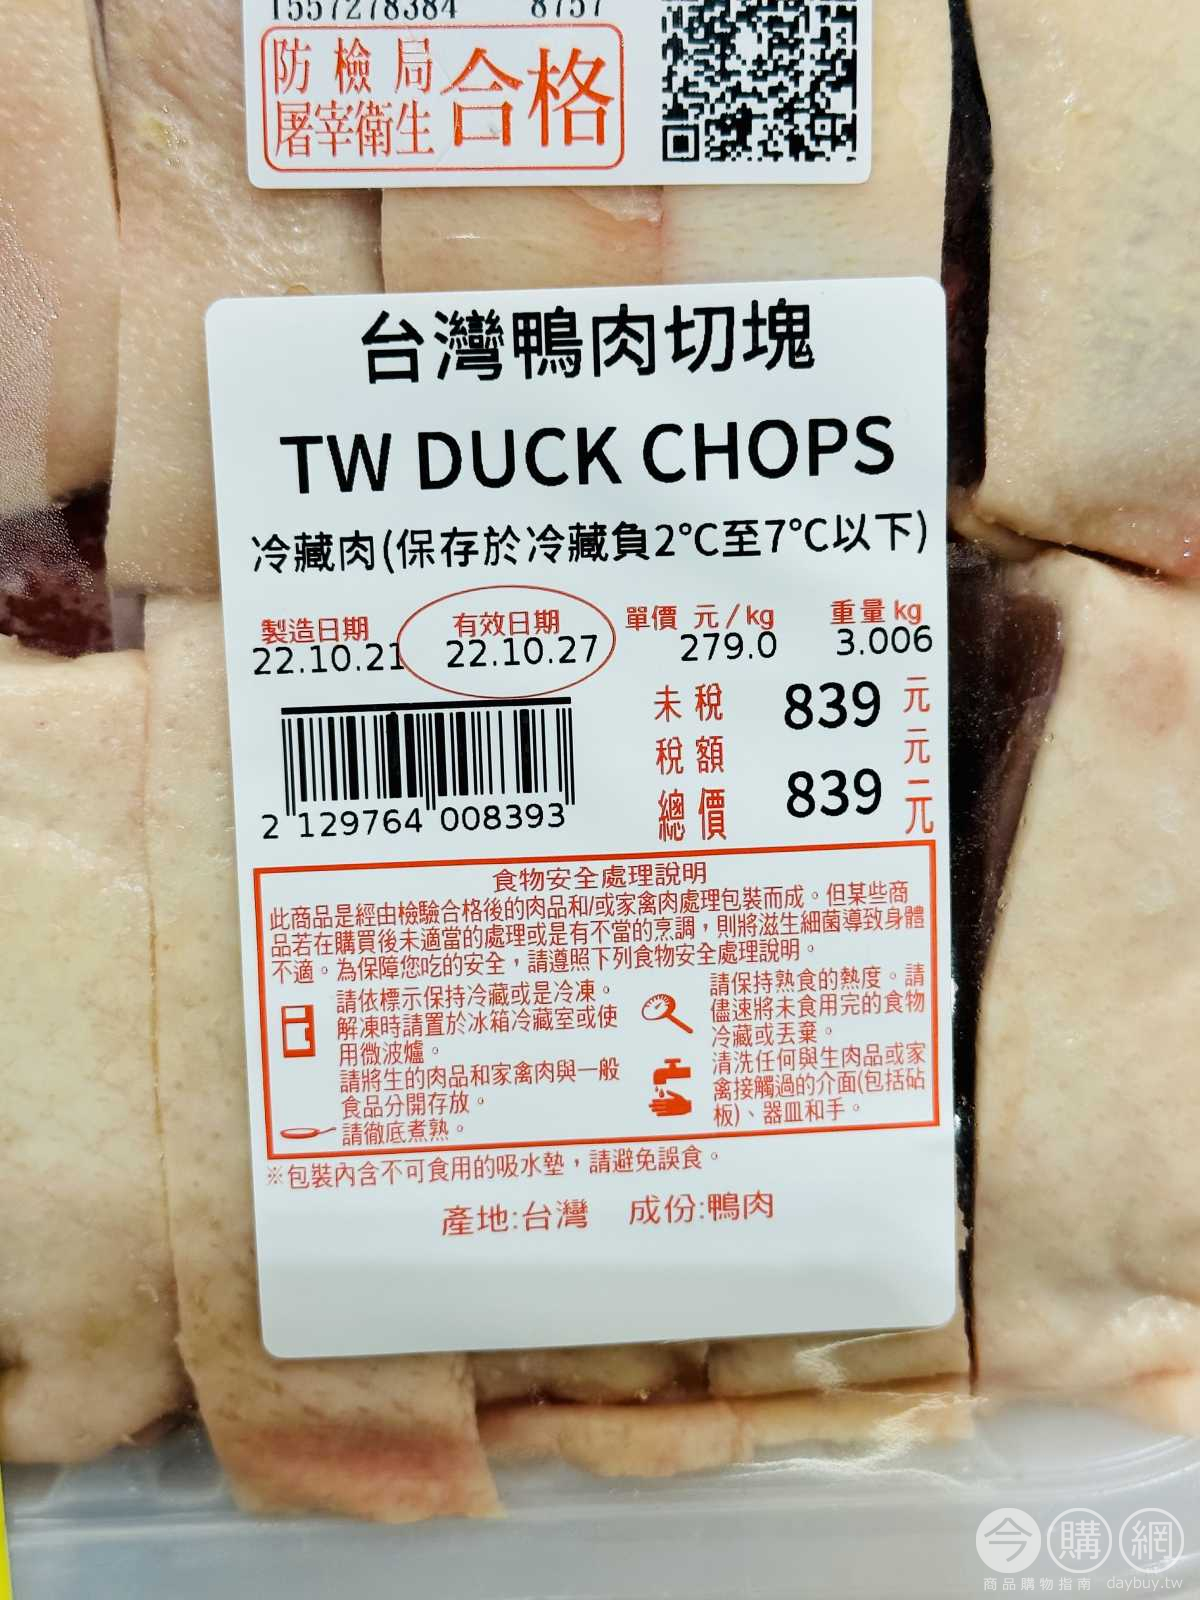 1557278384 8757
防檢局
屠宰衛生
合格
台灣鴨肉切塊
TW DUCK CHOPS
冷藏肉(保存於冷藏負2℃至7℃以下)
製造日期 有效日期 單價 元/kg 重量 kg
22.10.21 22.10.27 279.0 3.006
未稅 839 元
稅額 元
總價 839 元
2 129764 008393
食物安全處理說明
此商品是經由檢驗合格後的肉品和/或家禽肉處理包裝而成。但某些商
品若在購買後未適當的處理或是有不當的烹調，則將滋生細菌導致身體
不適。為保障您吃的安全，請遵照下列食物安全處理說明。
請依標示保持冷藏或是冷凍。
解凍時請置於冰箱冷藏室或使
用微波爐。
請將生的肉品和家禽肉與一般
食品分開存放。
請徹底煮熟。
請保持熟食的熱度。請
儘速將未食用完的食物
冷藏或丟棄。
清洗任何與生肉品或家
禽接觸過的介面(包括砧
板)、器皿和手。
※包裝內含不可食用的吸水墊，請避免誤食。
產地:台灣 成份:鴨肉
今購網
商品購物指南 daybuy.tw